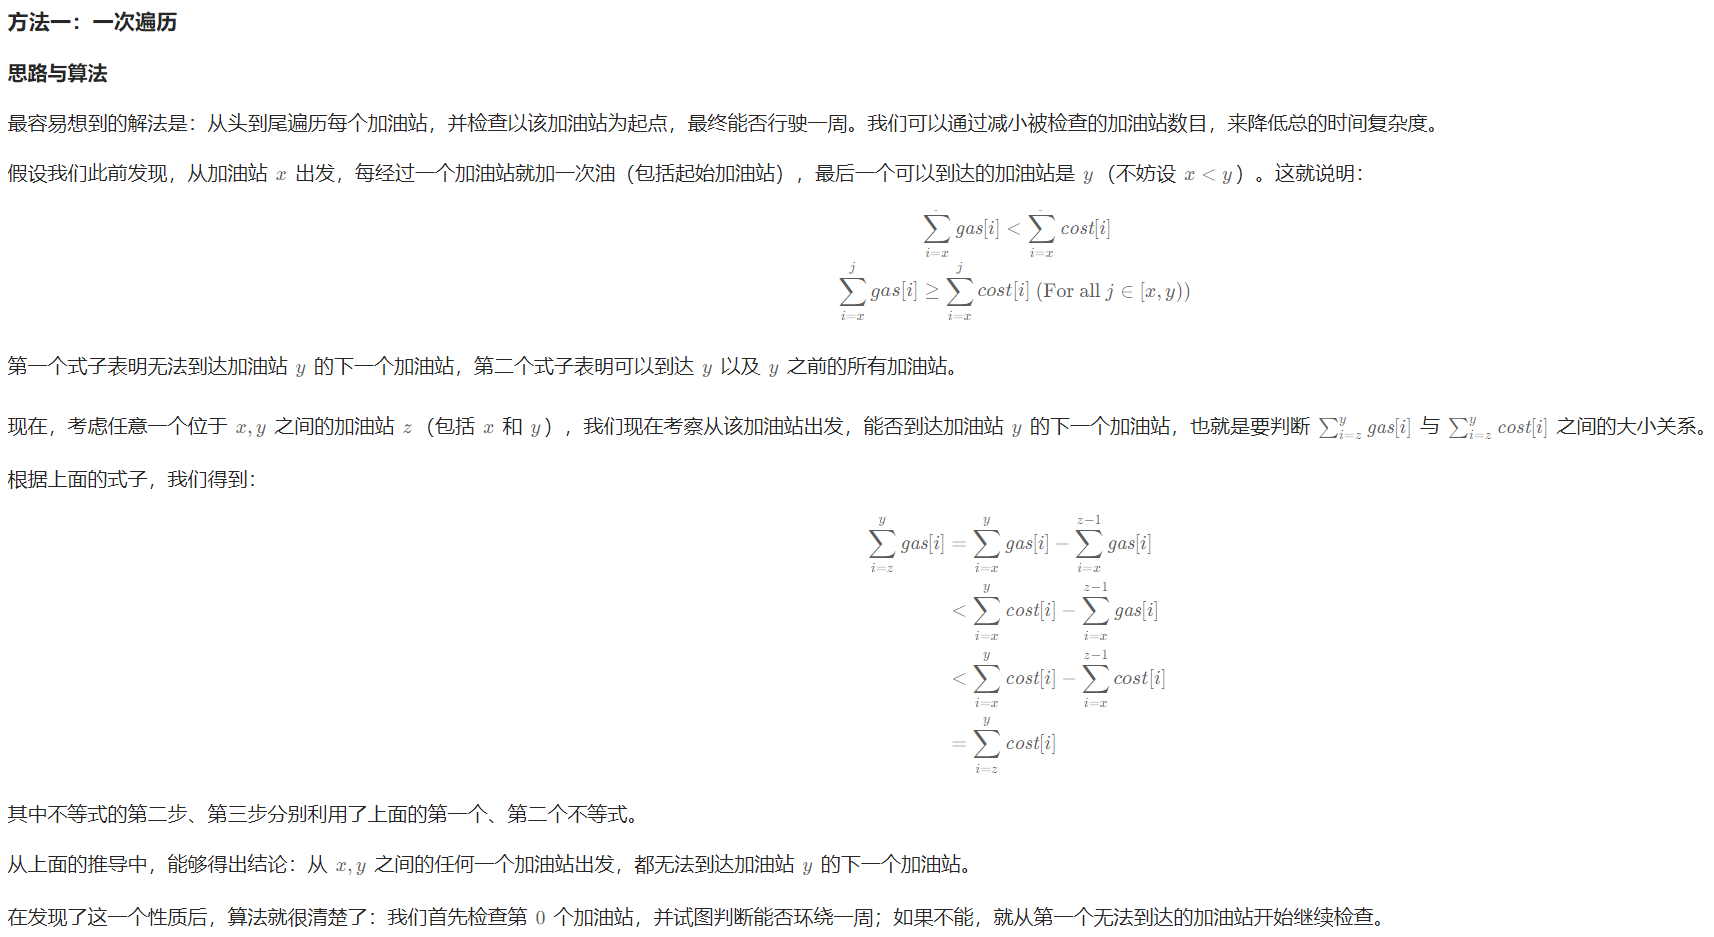 方法一：一次遍历
思路与算法
最容易想到的解法是：从头到尾遍历每个加油站，并检查以该加油站为起点，最终能否行驶一周。我们可以通过减小被检查的加油站数目，来降低总的时间复杂度。
假设我们此前发现，从加油站 x 出发，每经过一个加油站就加一次油（包括起始加油站），最后一个可以到达的加油站是 y（不妨设 x < y）。这就说明：
∑_{i=x} gas[i] < ∑_{i=x} cost[i]
∑_{i=x}^{j} gas[i] ≥ ∑_{i=x}^{j} cost[i] (For all j ∈ [x, y))
第一个式子表明无法到达加油站 y 的下一个加油站，第二个式子表明可以到达 y 以及 y 之前的所有加油站。
现在，考虑任意一个位于 x, y 之间的加油站 z（包括 x 和 y），我们现在考察从该加油站出发，能否到达加油站 y 的下一个加油站，也就是要判断 ∑_{i=z}^{y} gas[i] 与 ∑_{i=z}^{y} cost[i] 之间的大小关系。
根据上面的式子，我们得到：
∑_{i=z}^{y} gas[i] = ∑_{i=x}^{y} gas[i] − ∑_{i=x}^{z−1} gas[i]
< ∑_{i=x}^{y} cost[i] − ∑_{i=x}^{z−1} gas[i]
< ∑_{i=x}^{y} cost[i] − ∑_{i=x}^{z−1} cost[i]
= ∑_{i=z}^{y} cost[i]
其中不等式的第二步、第三步分别利用了上面的第一个、第二个不等式。
从上面的推导中，能够得出结论：从 x, y 之间的任何一个加油站出发，都无法到达加油站 y 的下一个加油站。
在发现了这一个性质后，算法就很清楚了：我们首先检查第 0 个加油站，并试图判断能否环绕一周；如果不能，就从第一个无法到达的加油站开始继续检查。